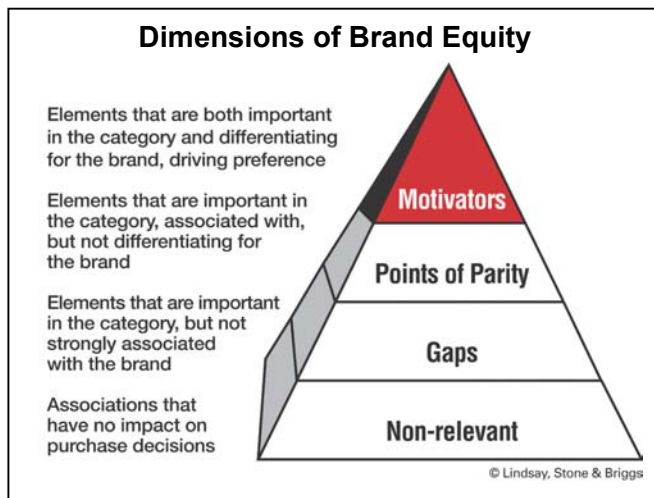 Dimensions of Brand Equity
Elements that are both important
in the category and differentiating
for the brand, driving preference
Motivators
Elements that are important in
the category, associated with,
but not differentiating for
the brand
Points of Parity
Elements that are important
in the category, but not
strongly associated
with the brand
Gaps
Associations that
have no impact on
purchase decisions
Non-relevant
© Lindsay, Stone & Briggs